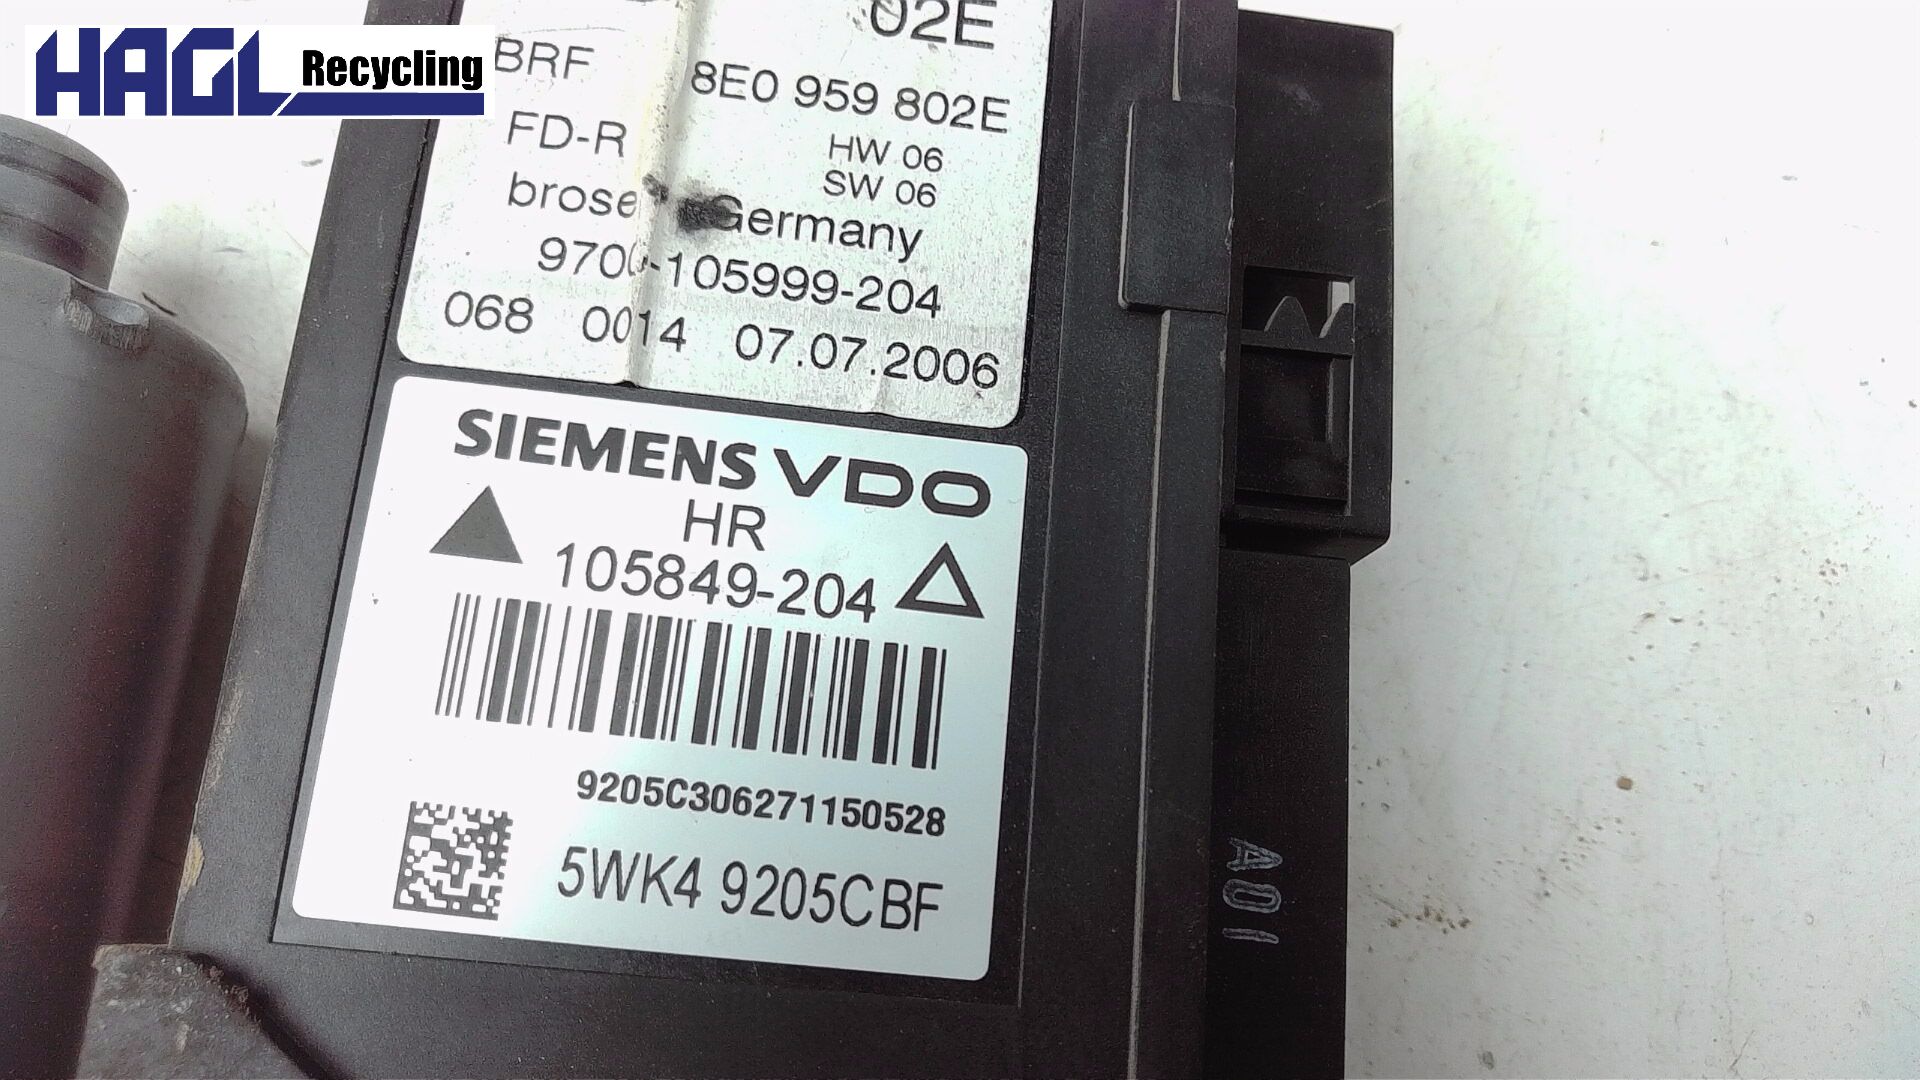 HAGL Recycling
02E
BRF 8E0 959 802E
FD-R HW 06
SW 06
brose Germany
970 -105999-204
068 0014 07.07.2006
SIEMENS VDO
HR
105849-204
9205C306271150528
5WK4 9205CBF
A01